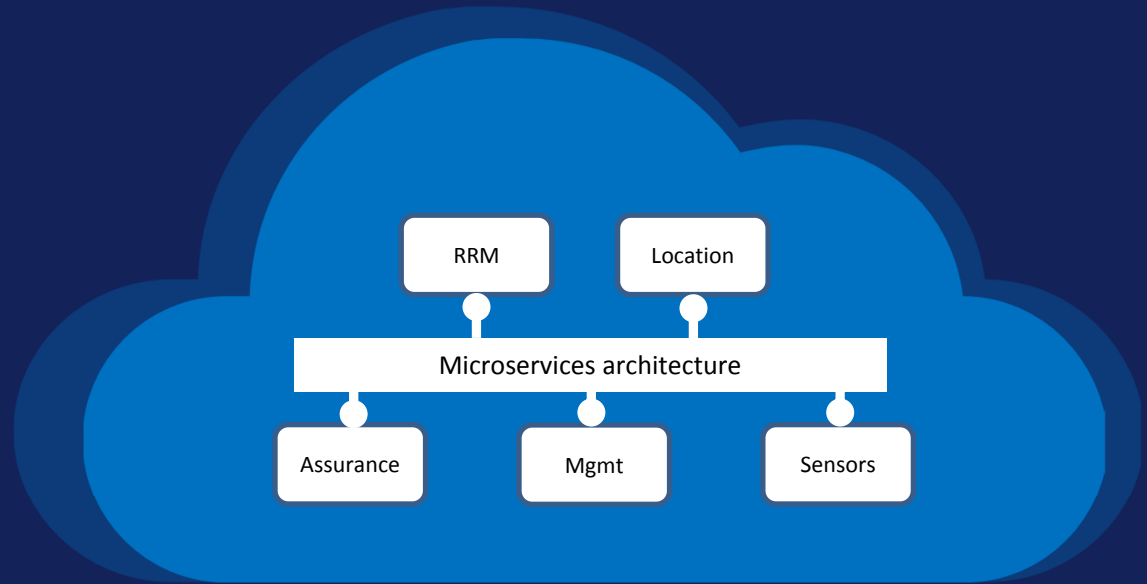 RRM
Location
Microservices architecture
Assurance
Mgmt
Sensors